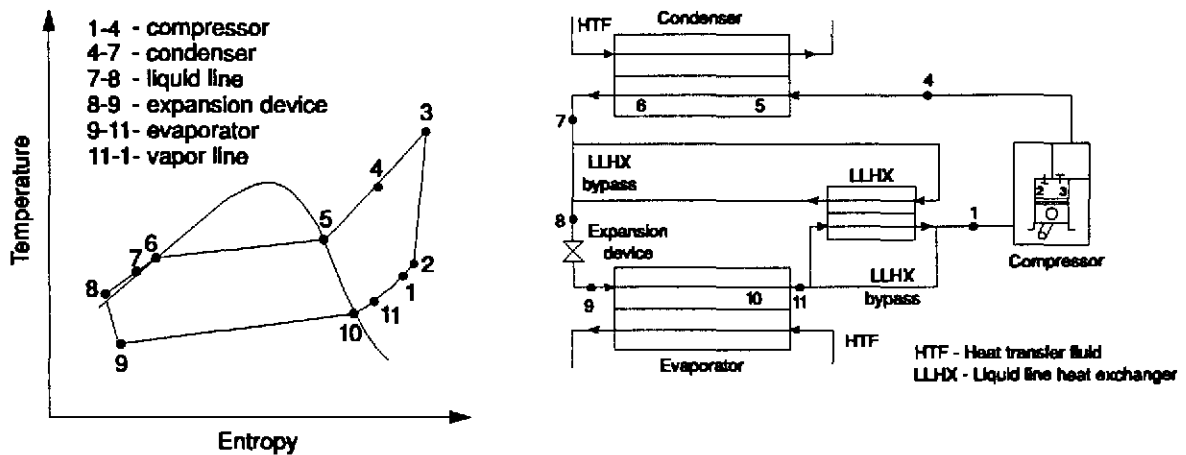 1-4 - compressor
4-7 - condenser
7-8 - liquid line
8-9 - expansion device
9-11- evaporator
11-1- vapor line
Temperature
Entropy
3
4
5
6
7
8
2
1
11
10
9
HTF
Condenser
4
6
5
7
LLHX
bypass
LLHX
2
3
8
1
Expansion
device
Compressor
LLHX
bypass
9
10
11
HTF
Evaporator
HTF - Heat transfer fluid
LLHX - Liquid line heat exchanger